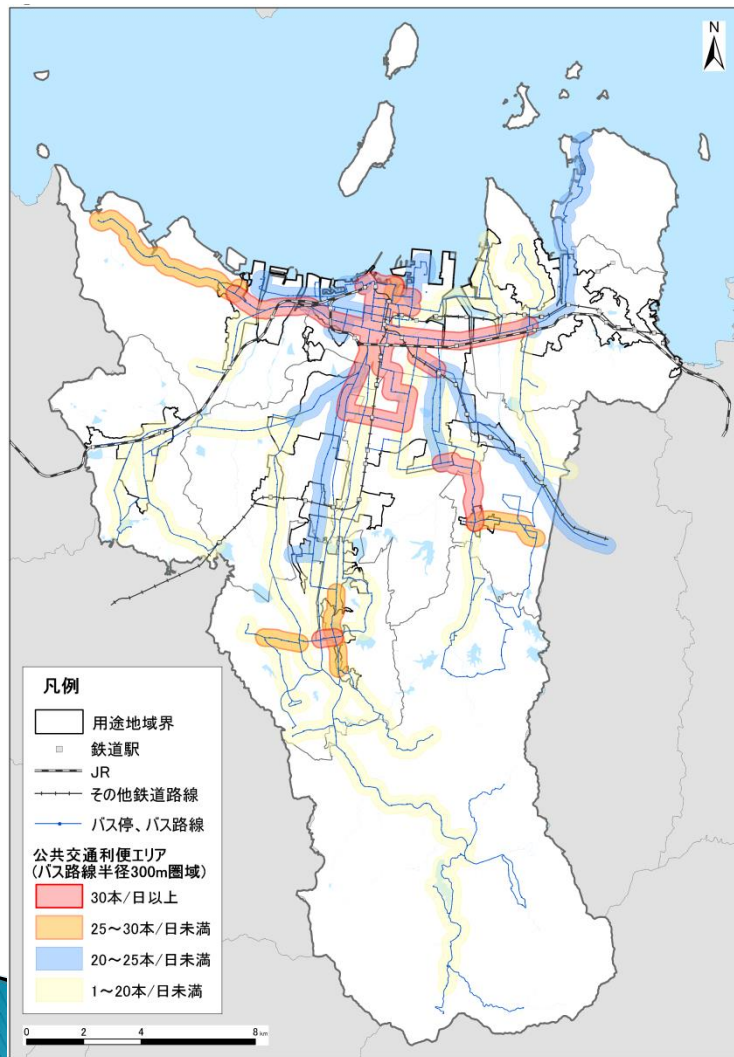 N
凡例
用途地域界
鉄道駅
JR
その他鉄道路線
バス停、バス路線
公共交通利便エリア
(バス路線半径300m圏域)
30本/日以上
25～30本/日未満
20～25本/日未満
1～20本/日未満
0 2 4 8 km